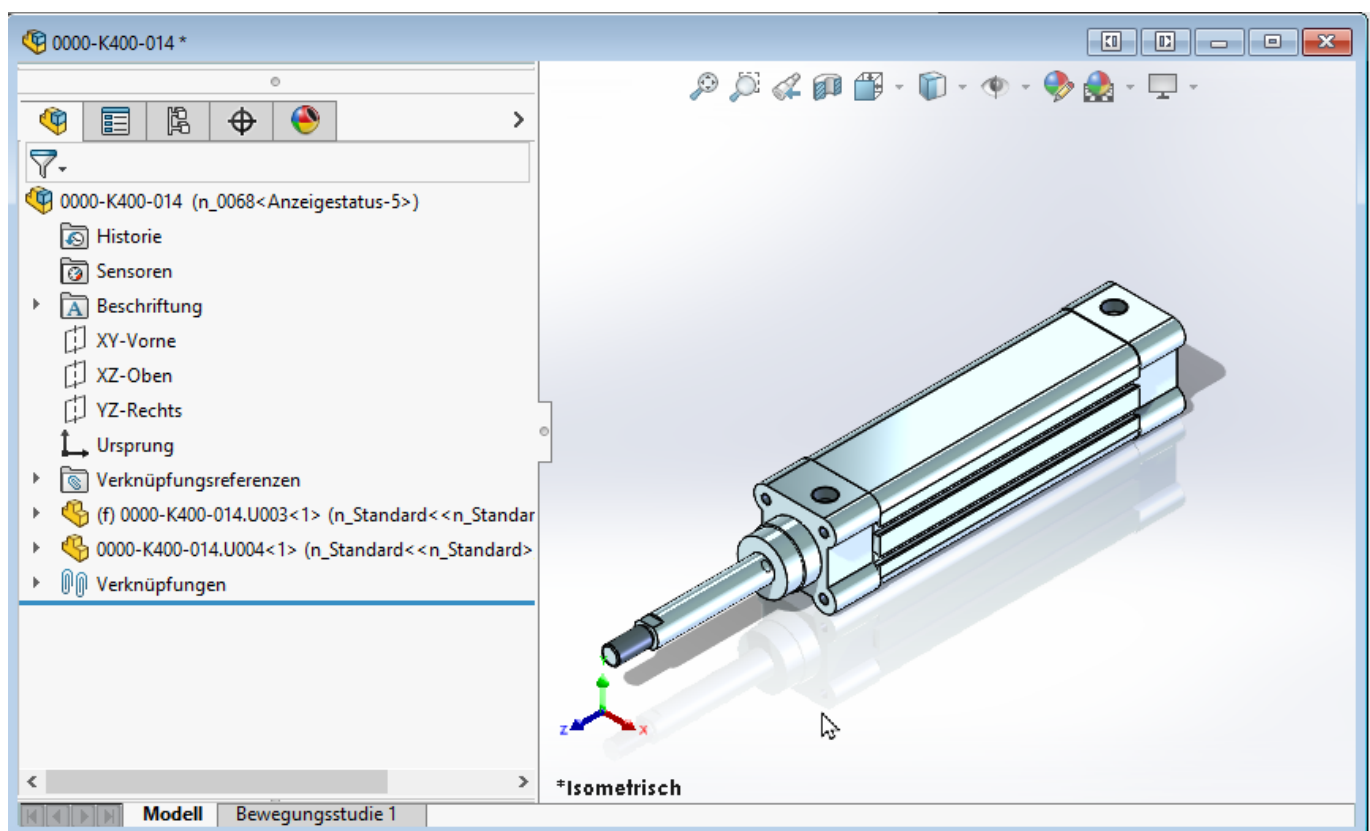 0000-K400-014 *
0000-K400-014 (n_0068<Anzeigestatus-5>)
Historie
Sensoren
A Beschriftung
XY-Vorne
XZ-Oben
YZ-Rechts
Ursprung
Verknüpfungsreferenzen
(f) 0000-K400-014.U003<1> (n_Standard<<n_Standar
0000-K400-014.U004<1> (n_Standard<<n_Standard>
Verknüpfungen
z x
*Isometrisch
Modell Bewegungsstudie 1